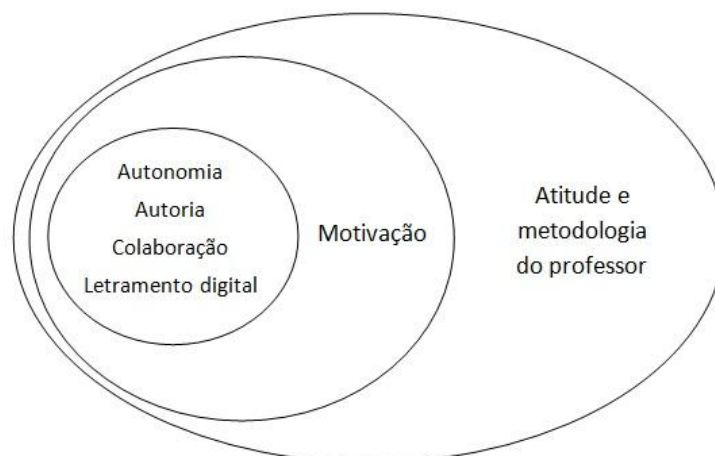 Autonomia
Autoria
Colaboração
Letramento digital
Motivação
Atitude e
metodologia
do professor